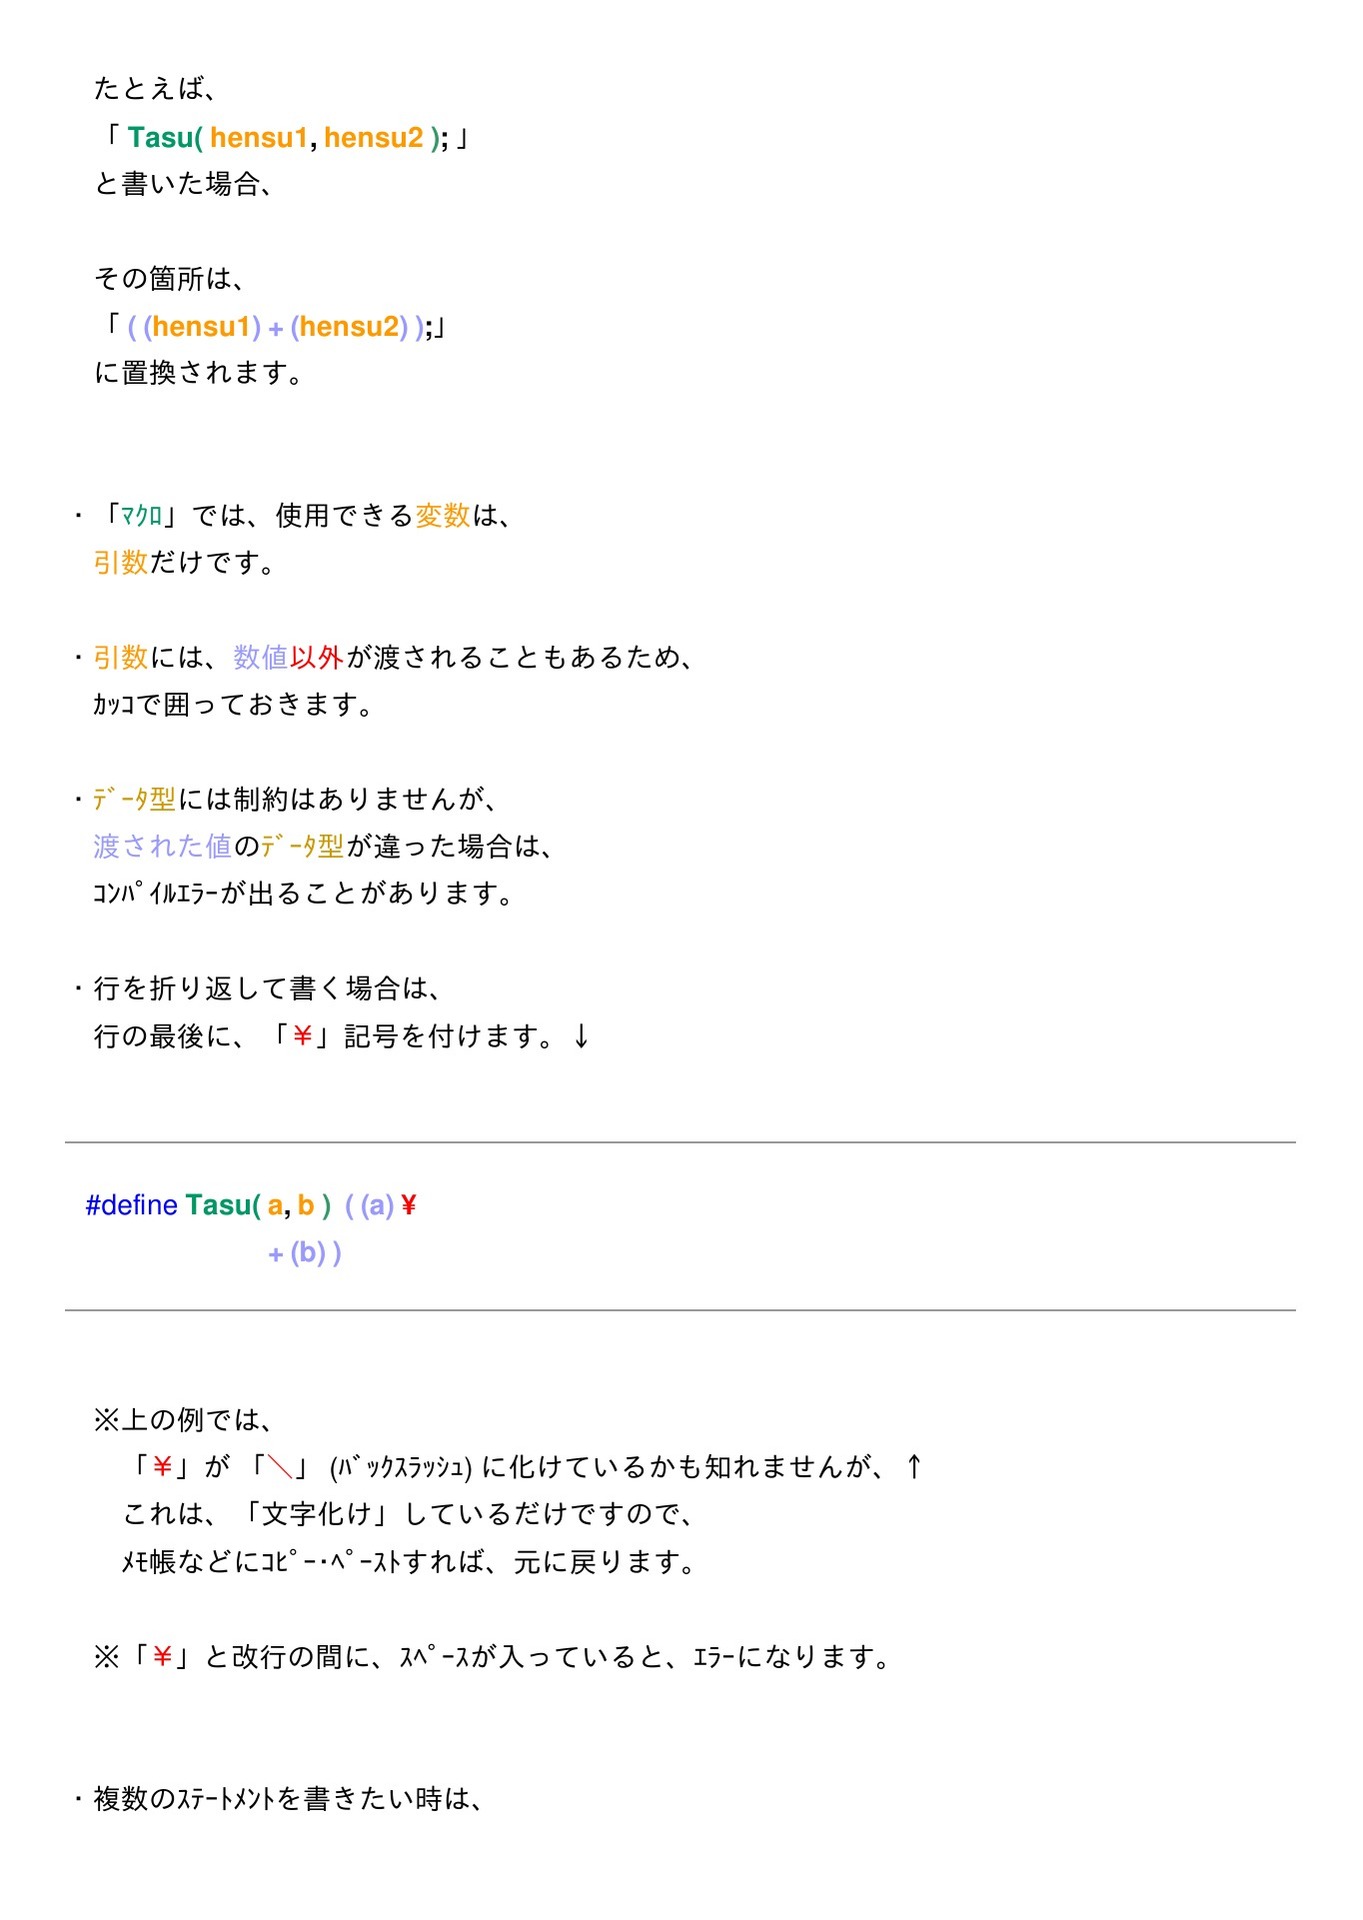 たとえば、
「 Tasu( hensu1, hensu2 ); 」
と書いた場合、
その箇所は、
「 ( (hensu1) + (hensu2) );」
に置換されます。
・「ﾏｸﾛ」では、使用できる変数は、
引数だけです。
・引数には、数値以外が渡されることもあるため、
ｶｯｺで囲っておきます。
・ﾃﾞｰﾀ型には制約はありませんが、
渡された値のﾃﾞｰﾀ型が違った場合は、
ｺﾝﾊﾟｲﾙｴﾗｰが出ることがあります。
・行を折り返して書く場合は、
行の最後に、「￥」記号を付けます。↓
#define Tasu( a, b ) ( (a) ¥
+ (b) )
※上の例では、
「￥」が 「＼」 (ﾊﾞｯｸｽﾗｯｼｭ) に化けているかも知れませんが、↑
これは、「文字化け」しているだけですので、
ﾒﾓ帳などにｺﾋﾟｰ･ﾍﾟｰｽﾄすれば、元に戻ります。
※「￥」と改行の間に、ｽﾍﾟｰｽが入っていると、ｴﾗｰになります。
・複数のｽﾃｰﾄﾒﾝﾄを書きたい時は、